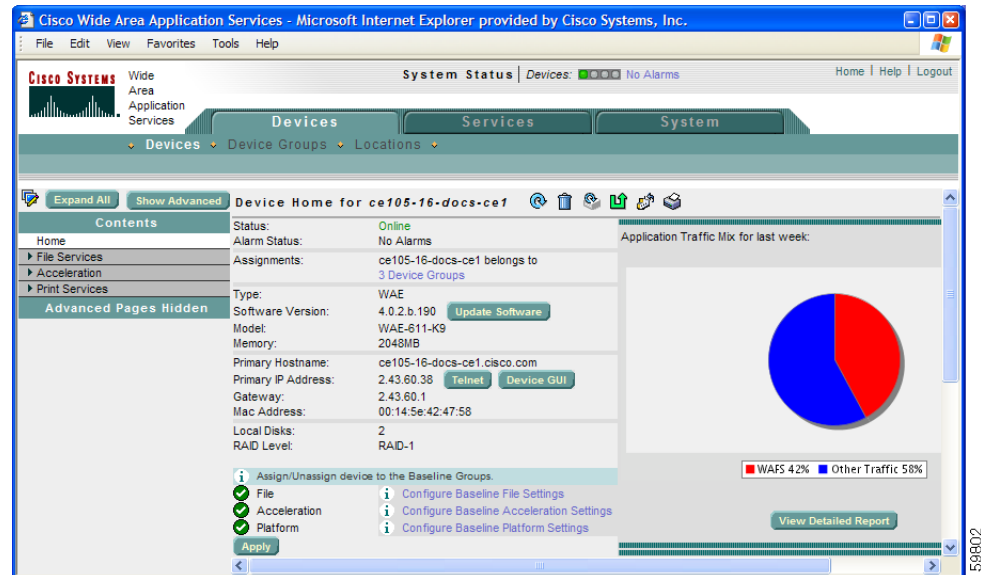 Cisco Wide Area Application Services - Microsoft Internet Explorer provided by Cisco Systems, Inc.
File Edit View Favorites Tools Help
CISCO SYSTEMS
Wide
Area
Application
Services
System Status | Devices: No Alarms
Home | Help | Logout
Devices Services System
Devices Device Groups Locations
Expand All Show Advanced
Device Home for ce105-16-docs-ce1
Contents
Home
File Services
Acceleration
Print Services
Advanced Pages Hidden
Status: Online
Alarm Status: No Alarms
Assignments: ce105-16-docs-ce1 belongs to
3 Device Groups
Type: WAE
Software Version: 4.0.2.b.190 Update Software
Model: WAE-611-K9
Memory: 2048MB
Primary Hostname: ce105-16-docs-ce1.cisco.com
Primary IP Address: 2.43.60.38 Telnet Device GUI
Gateway: 2.43.60.1
Mac Address: 00:14:5e:42:47:58
Local Disks: 2
RAID Level: RAID-1
i Assign/Unassign device to the Baseline Groups.
File i Configure Baseline File Settings
Acceleration i Configure Baseline Acceleration Settings
Platform i Configure Baseline Platform Settings
Apply
Application Traffic Mix for last week:
WAFS 42% Other Traffic 58%
View Detailed Report
59802